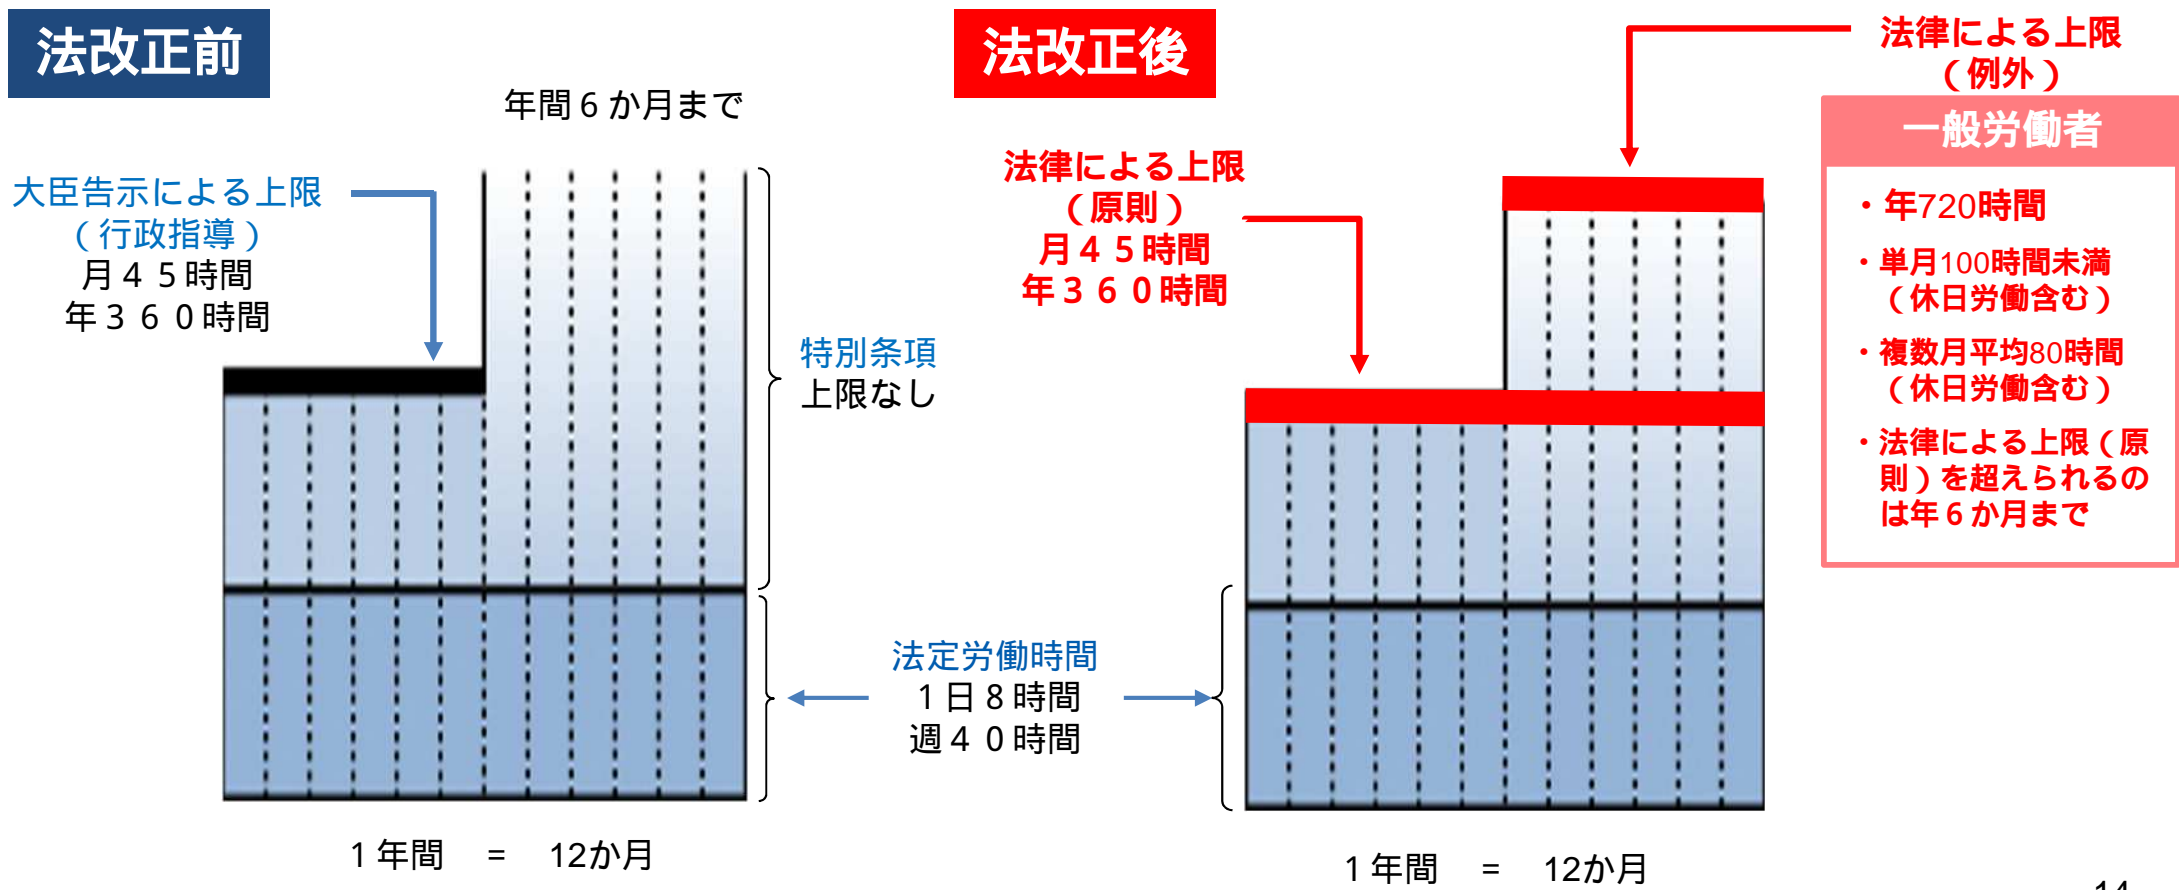 法改正前
年間６か月まで
大臣告示による上限
（行政指導）
月４５時間
年３６０時間
特別条項
上限なし
法定労働時間
１日８時間
週４０時間
１年間　＝　12か月
法改正後
法律による上限
（原則）
月４５時間
年３６０時間
法律による上限
（例外）
一般労働者
・年720時間
・単月100時間未満
（休日労働含む）
・複数月平均80時間
（休日労働含む）
・法律による上限（原
則）を超えられるの
は年６か月まで
１年間　＝　12か月